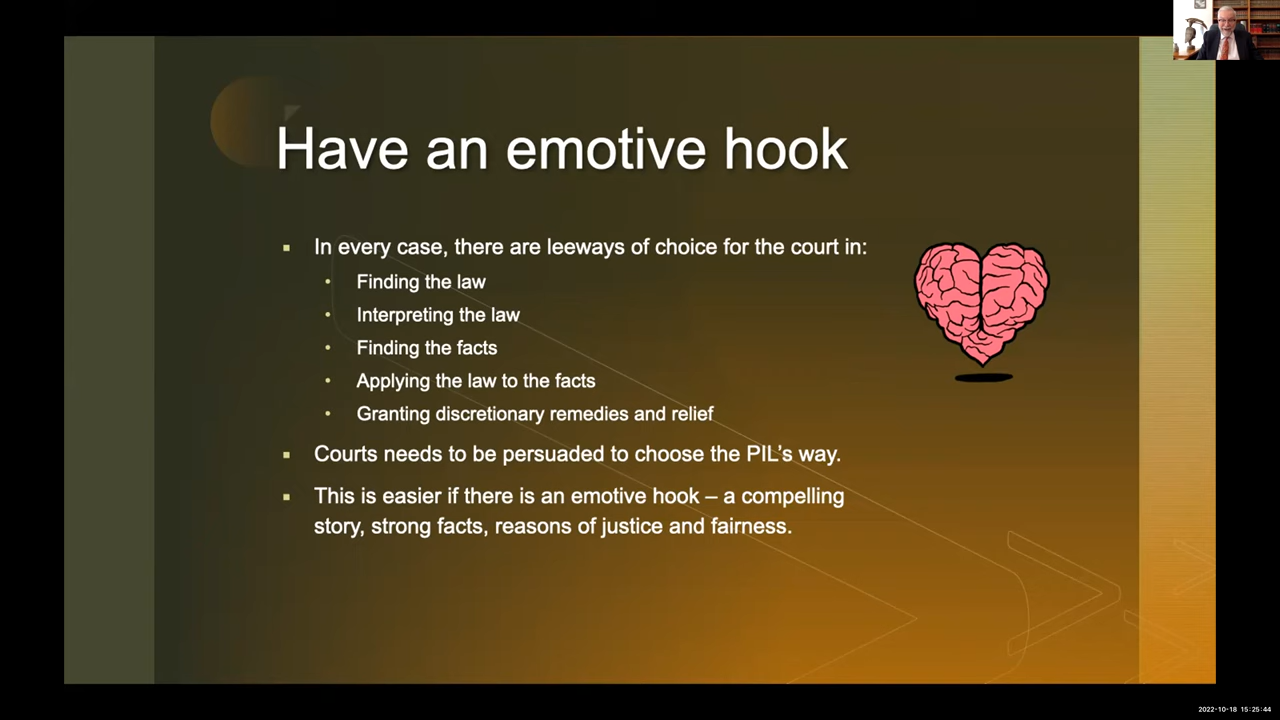 Have an emotive hook
In every case, there are leeways of choice for the court in:
Finding the law
Interpreting the law
Finding the facts
Applying the law to the facts
Granting discretionary remedies and relief
Courts needs to be persuaded to choose the PIL's way.
This is easier if there is an emotive hook – a compelling
story, strong facts, reasons of justice and fairness.
2022-10-18 15:25:44